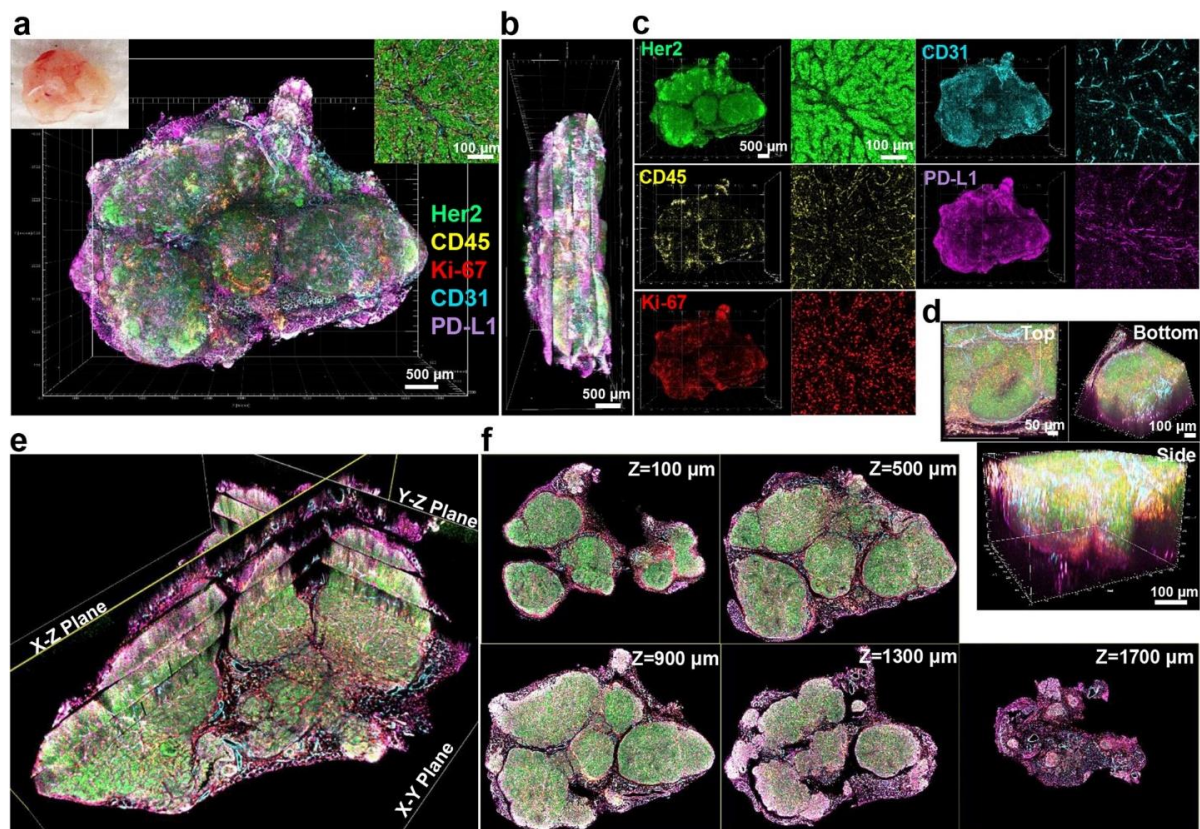 a
b
c
100 µm
Her2
CD45
Ki-67
CD31
PD-L1
500 µm
500 µm
Her2
500 µm
100 µm
CD31
CD45
PD-L1
Ki-67
d
Top
50 µm
Bottom
100 µm
Side
100 µm
e
Y-Z Plane
X-Z Plane
X-Y Plane
f
Z=100 µm
Z=500 µm
Z=900 µm
Z=1300 µm
Z=1700 µm